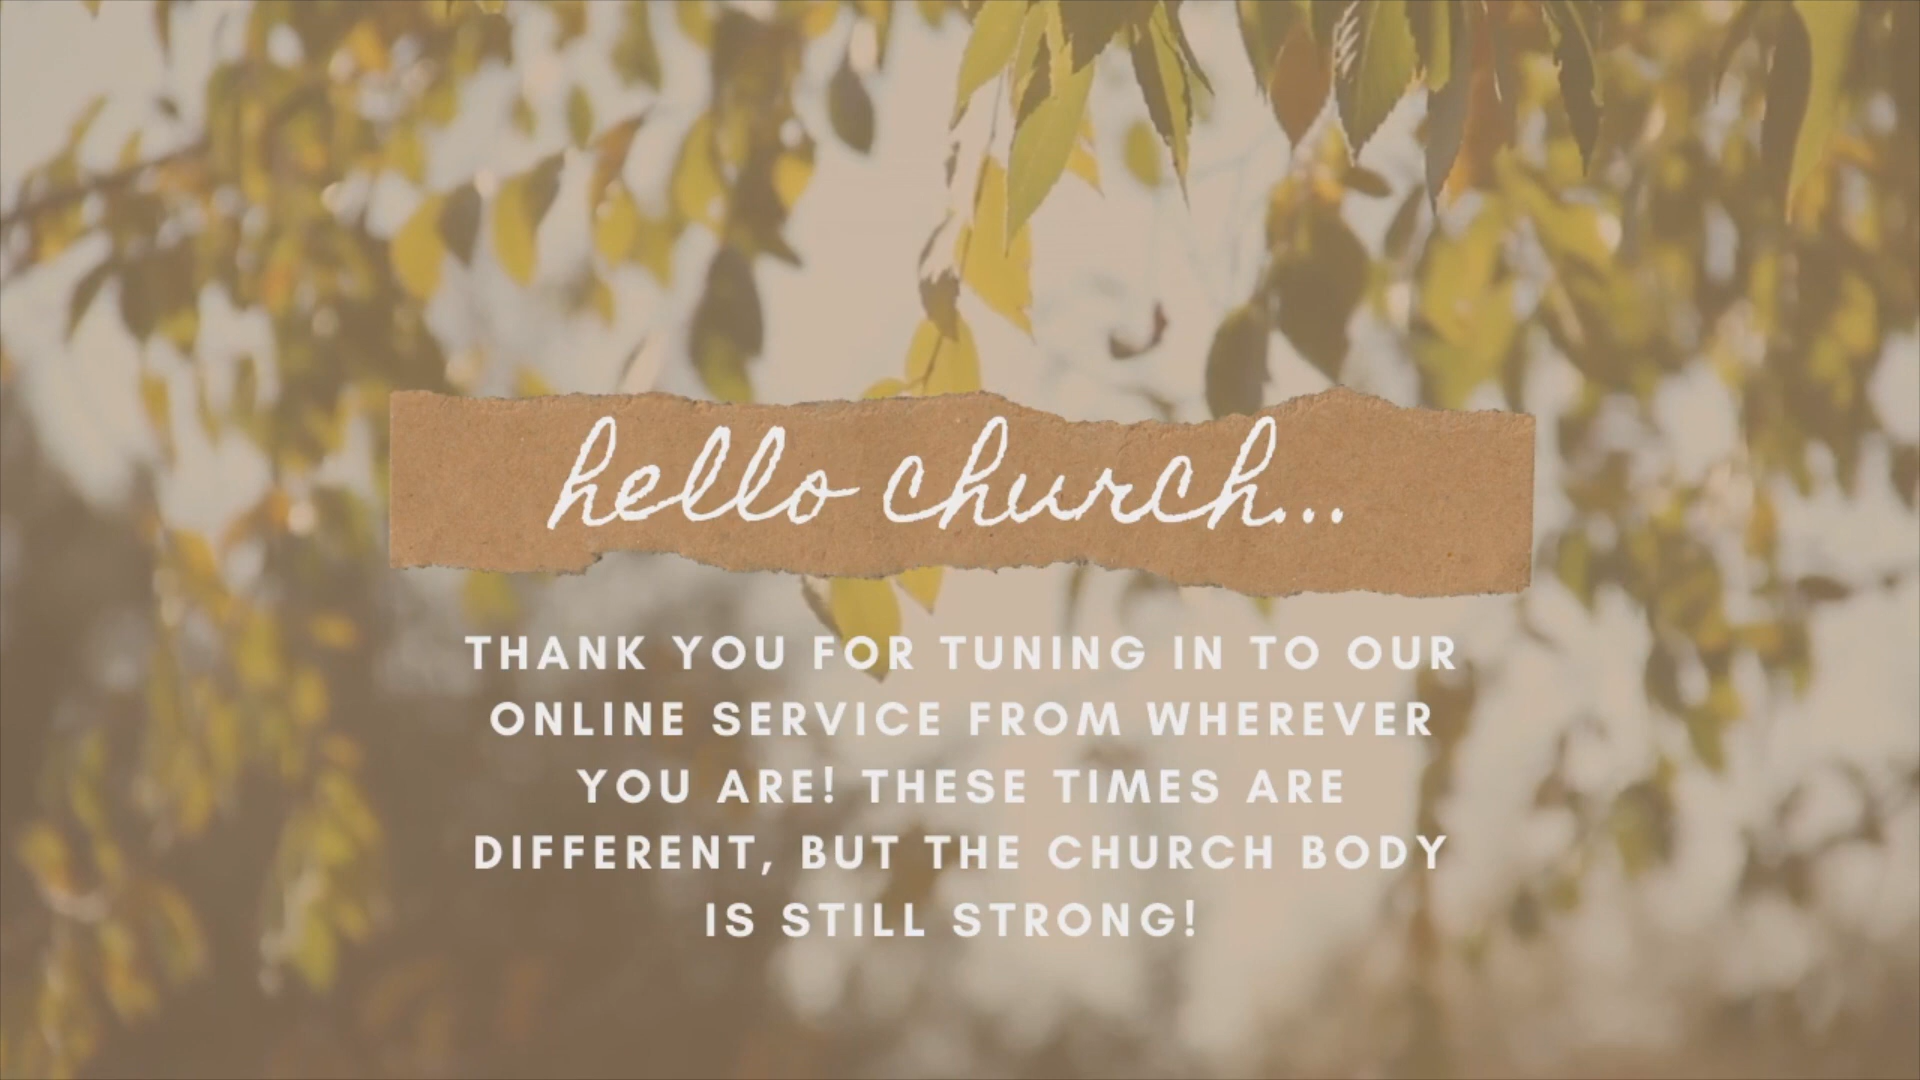 hello church...
THANK YOU FOR TUNING IN TO OUR
ONLINE SERVICE FROM WHEREVER
YOU ARE! THESE TIMES ARE
DIFFERENT, BUT THE CHURCH BODY
IS STILL STRONG!